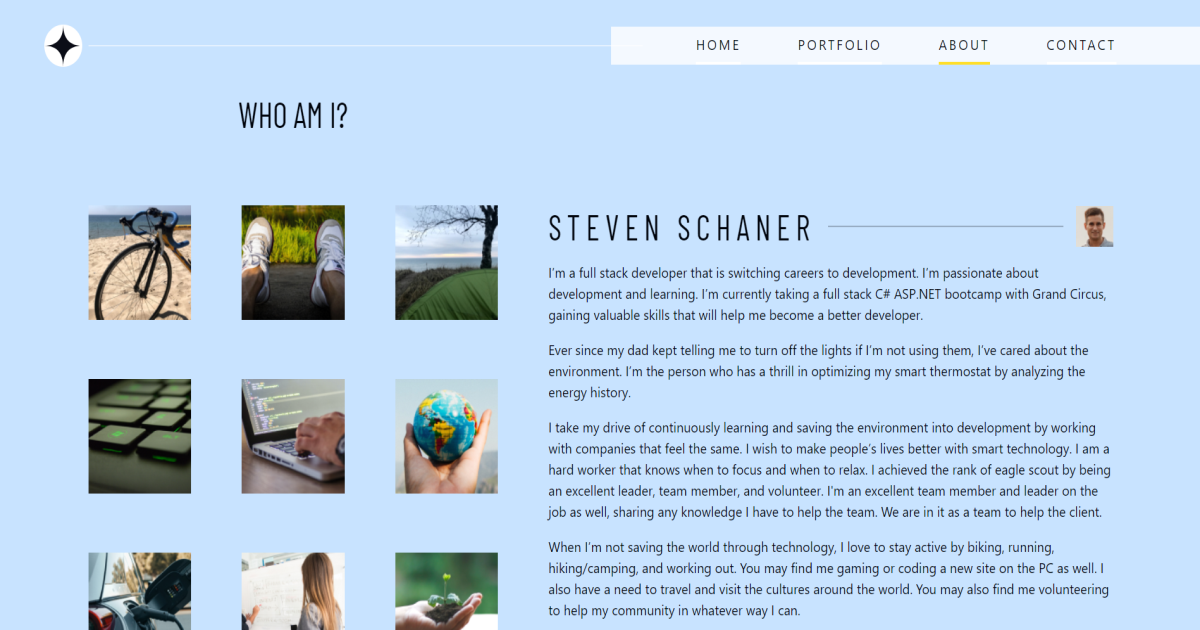 HOME PORTFOLIO ABOUT CONTACT
WHO AM I?
STEVEN SCHANER
I'm a full stack developer that is switching careers to development. I'm passionate about
development and learning. I'm currently taking a full stack C# ASP.NET bootcamp with Grand Circus,
gaining valuable skills that will help me become a better developer.
Ever since my dad kept telling me to turn off the lights if I'm not using them, I've cared about the
environment. I'm the person who has a thrill in optimizing my smart thermostat by analyzing the
energy history.
I take my drive of continuously learning and saving the environment into development by working
with companies that feel the same. I wish to make people's lives better with smart technology. I am a
hard worker that knows when to focus and when to relax. I achieved the rank of eagle scout by being
an excellent leader, team member, and volunteer. I'm an excellent team member and leader on the
job as well, sharing any knowledge I have to help the team. We are in it as a team to help the client.
When I'm not saving the world through technology, I love to stay active by biking, running,
hiking/camping, and working out. You may find me gaming or coding a new site on the PC as well. I
also have a need to travel and visit the cultures around the world. You may also find me volunteering
to help my community in whatever way I can.